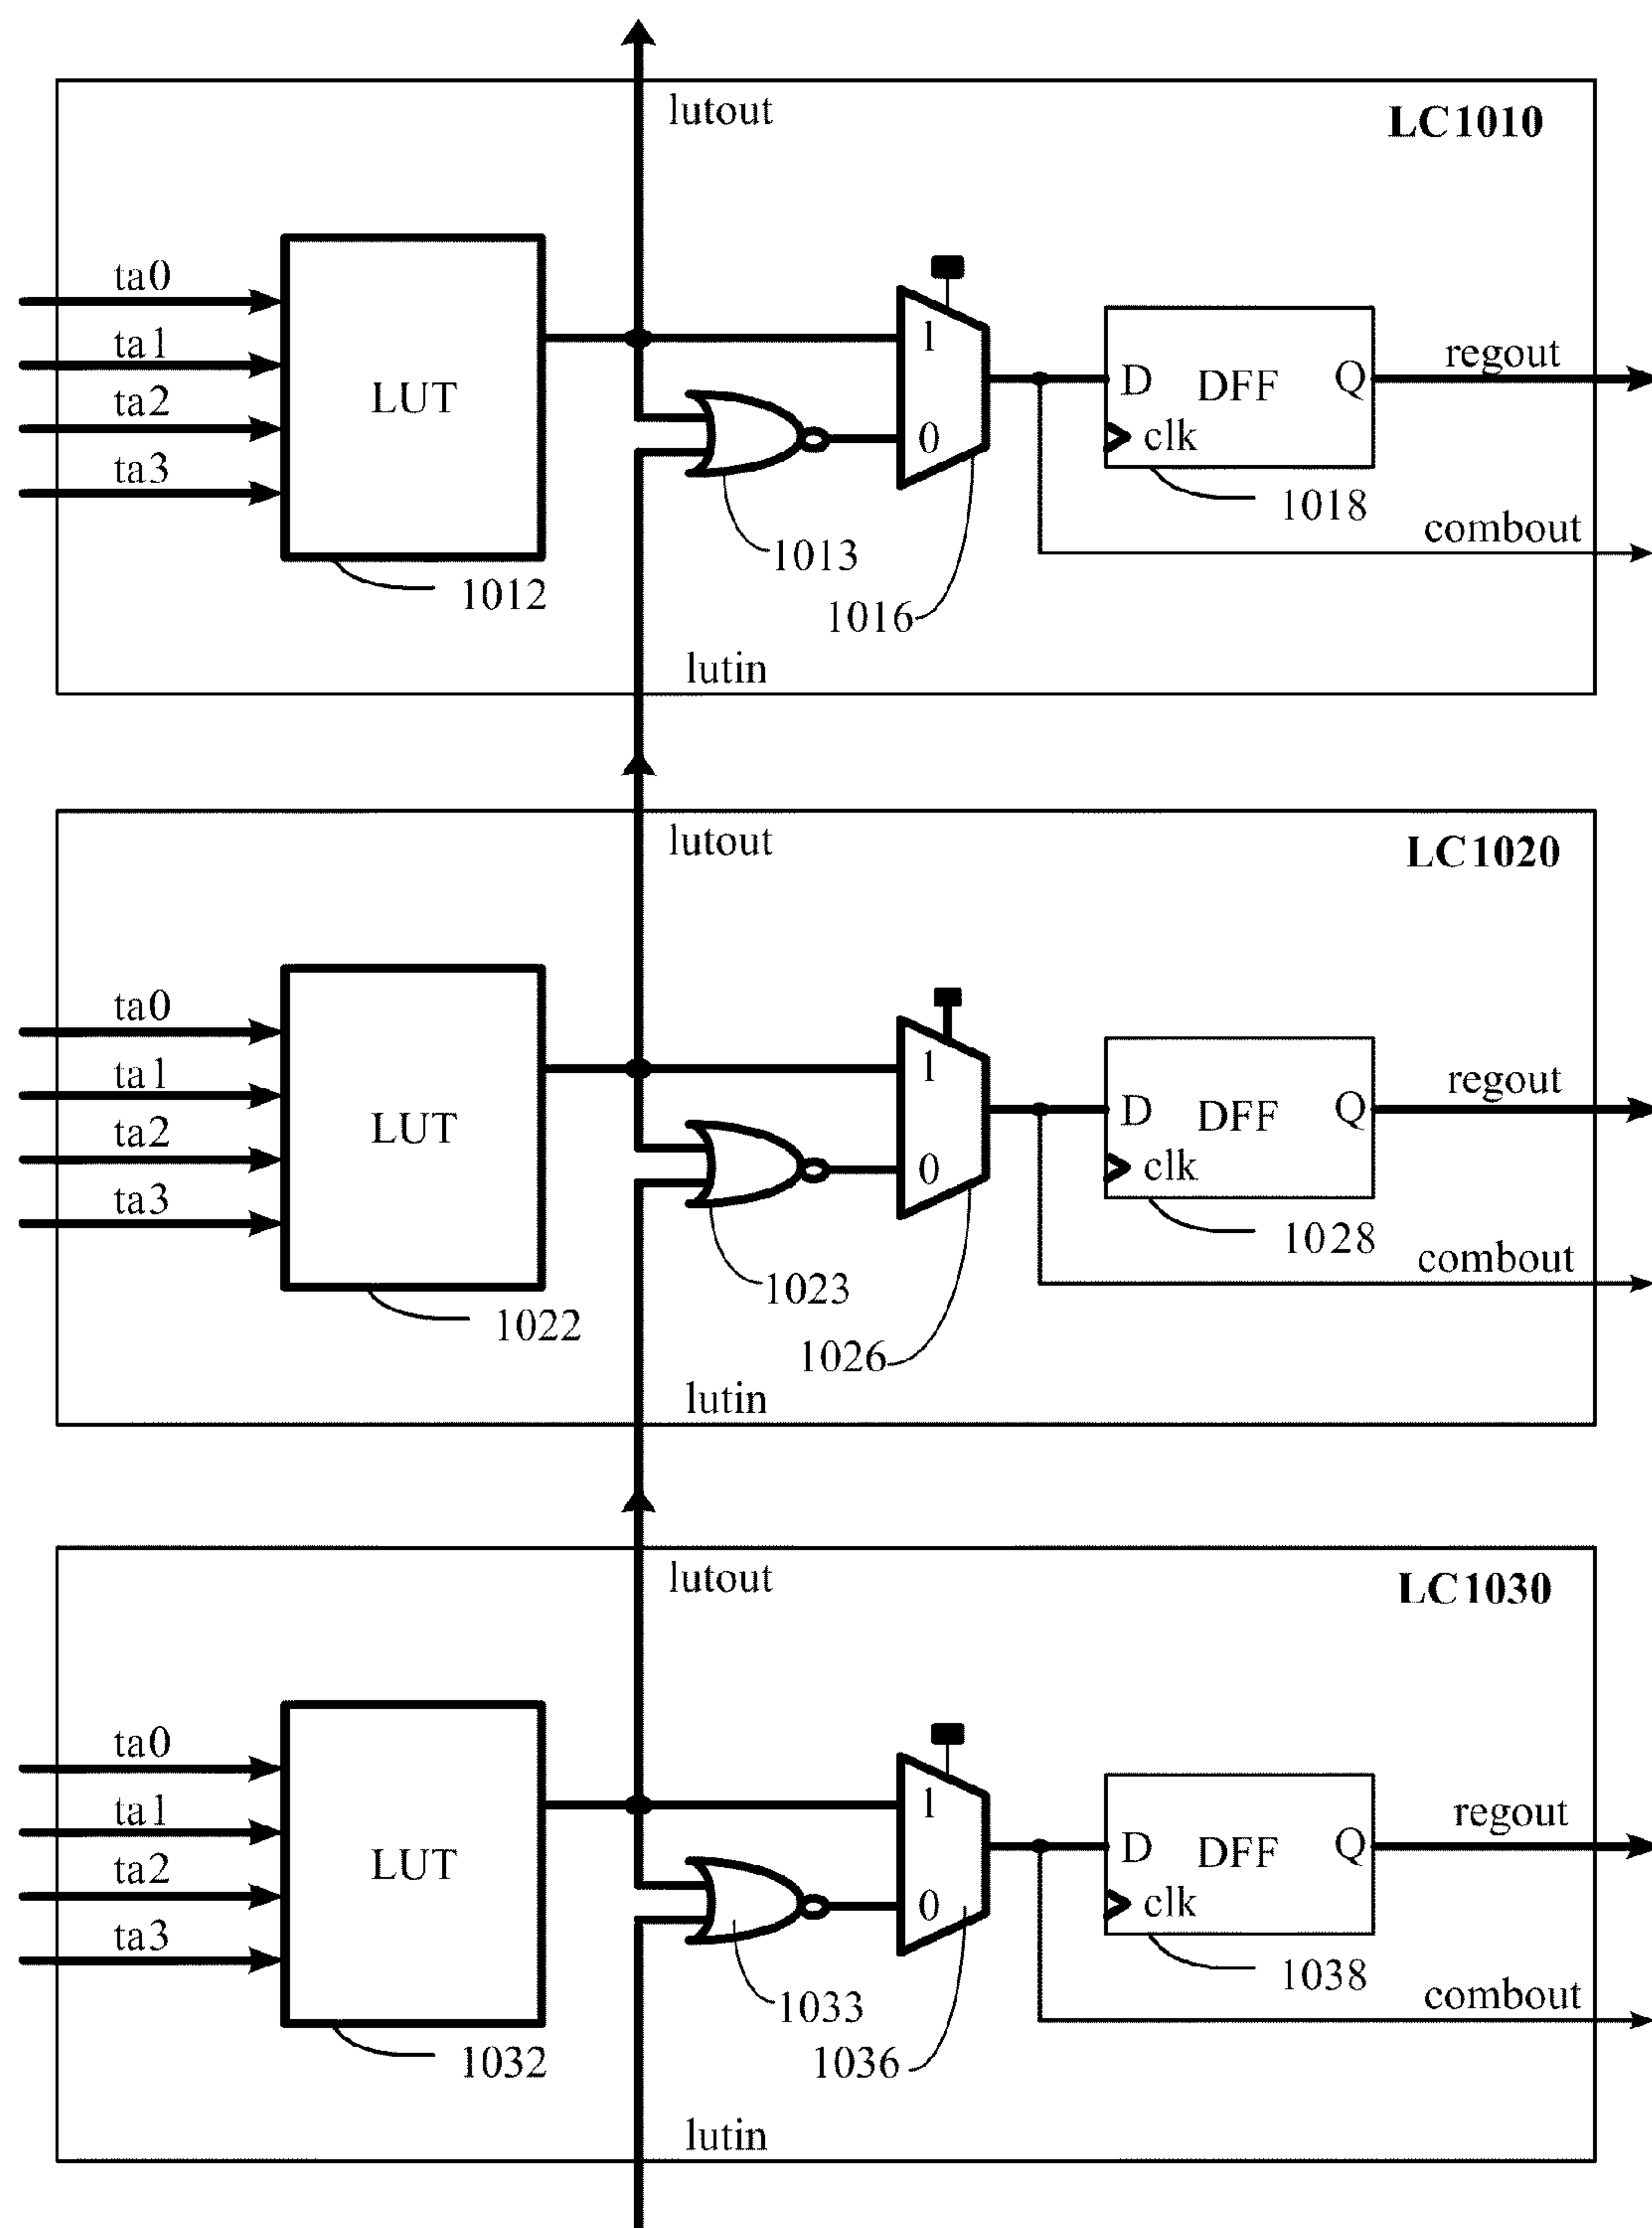 lutout
LC1010
ta0
ta1
ta2
ta3
LUT
1
0
D DFF Q
clk
regout
1018
combout
1013
1012
1016
lutin
lutout
LC1020
ta0
ta1
ta2
ta3
LUT
1
0
D DFF Q
clk
regout
1028
combout
1023
1022
1026
lutin
lutout
LC1030
ta0
ta1
ta2
ta3
LUT
1
0
D DFF Q
clk
regout
1038
combout
1033
1032
1036
lutin